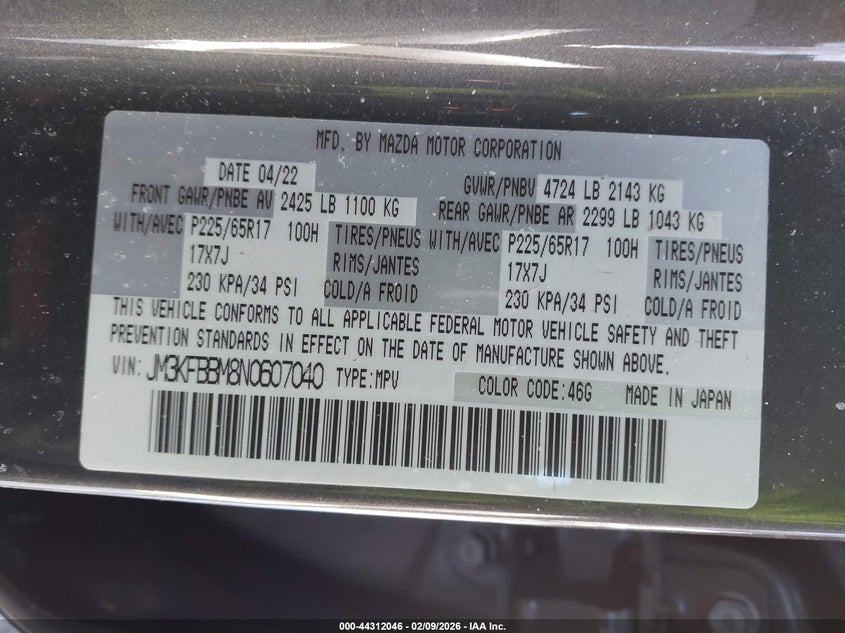 MFD. BY MAZDA MOTOR CORPORATION
DATE 04/22 GVWR/PNBV 4724 LB 2143 KG
FRONT GAWR/PNBE AV 2425 LB 1100 KG REAR GAWR/PNBE AR 2299 LB 1043 KG
WITH/AVEC P225/65R17 100H TIRES/PNEUS WITH/AVEC P225/65R17 100H TIRES/PNEUS
17X7J RIMS/JANTES 17X7J RIMS/JANTES
230 KPA/34 PSI COLD/A FROID 230 KPA/34 PSI COLD/A FROID
THIS VEHICLE CONFORMS TO ALL APPLICABLE FEDERAL MOTOR VEHICLE SAFETY AND THEFT
PREVENTION STANDARDS IN EFFECT ON THE DATE OF MANUFACTURE SHOWN ABOVE.
VIN: JM3KFBBM8N0607040 TYPE:MPV COLOR CODE:46G MADE IN JAPAN
000-44312046 - 02/09/2026 - IAA Inc.